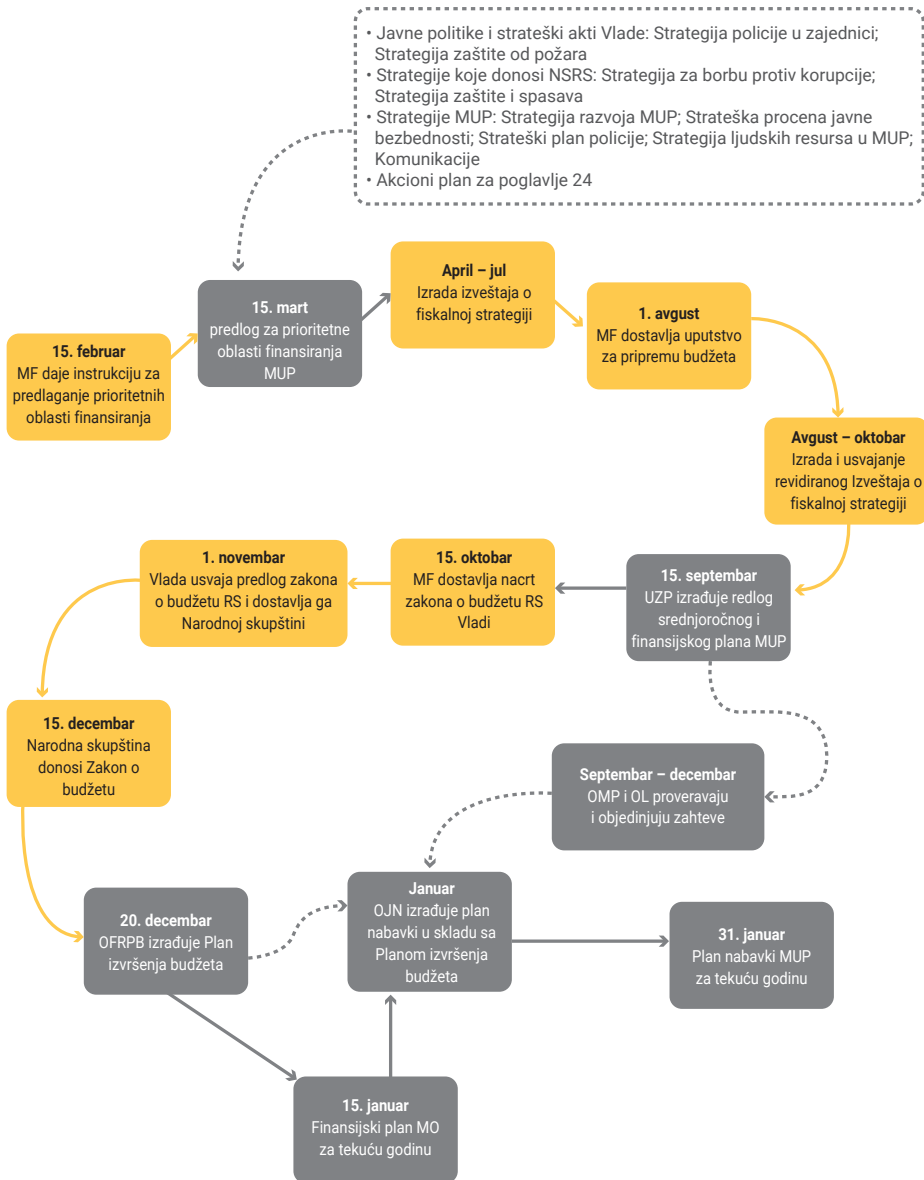 • Javne politike i strateški akti Vlade: Strategija policije u zajednici;
Strategija zaštite od požara
• Strategije koje donosi NSRS: Strategija za borbu protiv korupcije;
Strategija zaštite i spasava
• Strategije MUP: Strategija razvoja MUP; Strateška procena javne
bezbednosti; Strateški plan policije; Strategija ljudskih resursa u MUP;
Komunikacije
• Akcioni plan za poglavlje 24
15. februar
MF daje instrukciju za
predlaganje prioritetnih
oblasti finansiranja
15. mart
predlog za prioritetne
oblasti finansiranja
MUP
April – jul
Izrada izveštaja o
fiskalnoj strategiji
1. avgust
MF dostavlja uputstvo
za pripremu budžeta
Avgust – oktobar
Izrada i usvajanje
revidiranog Izveštaja o
fiskalnoj strategiji
15. septembar
UZP izrađuje redlog
srednjoročnog i
finansijskog plana MUP
15. oktobar
MF dostavlja nacrt
zakona o budžetu RS
Vladi
1. novembar
Vlada usvaja predlog zakona
o budžetu RS i dostavlja ga
Narodnoj skupštini
15. decembar
Narodna skupština
donosi Zakon o
budžetu
Septembar – decembar
OMP i OL proveravaju
i objedinjuju zahteve
20. decembar
OFRPB izrađuje Plan
izvršenja budžeta
Januar
OJN izrađuje plan
nabavki u skladu sa
Planom izvršenja
budžeta
31. januar
Plan nabavki MUP
za tekuću godinu
15. januar
Finansijski plan MO
za tekuću godinu